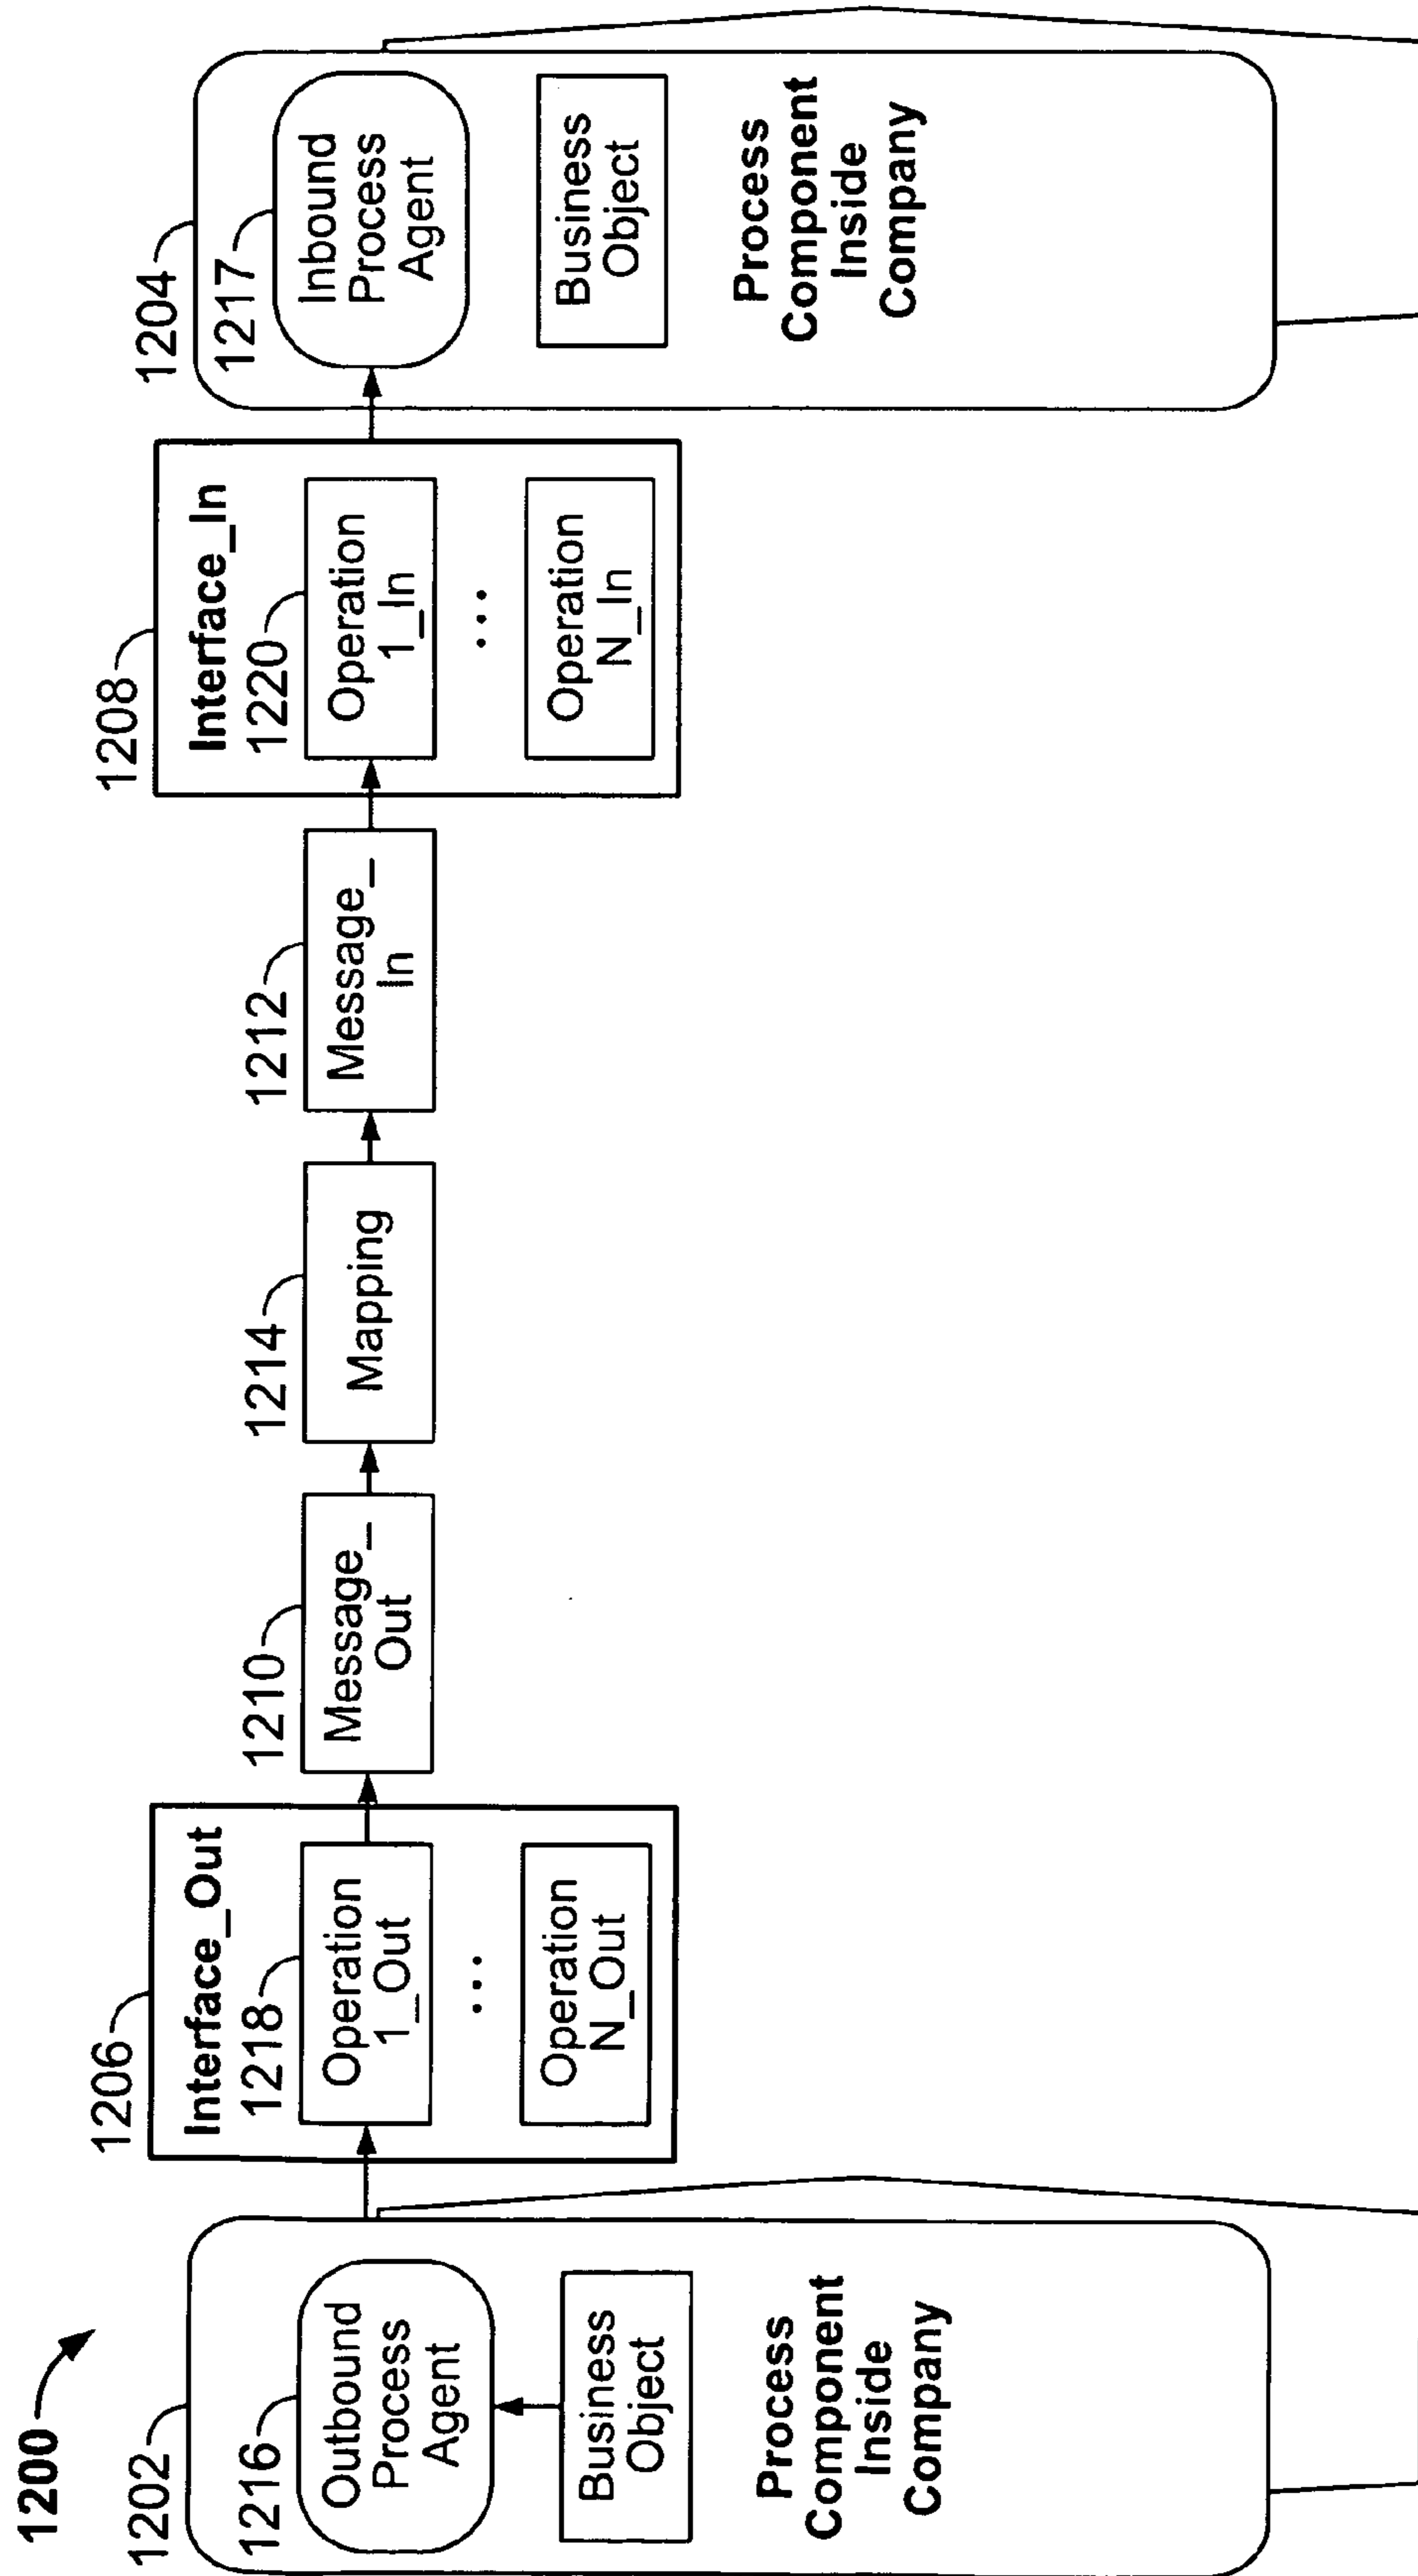 1200
1202
1216
Outbound
Process
Agent
Business
Object
Process
Component
Inside
Company
1206
Interface_Out
1218
Operation
1_Out
...
Operation
N_Out
1210
Message_
Out
1214
Mapping
1212
Message_
In
1208
Interface_In
1220
Operation
1_In
...
Operation
N_In
1204
1217
Inbound
Process
Agent
Business
Object
Process
Component
Inside
Company